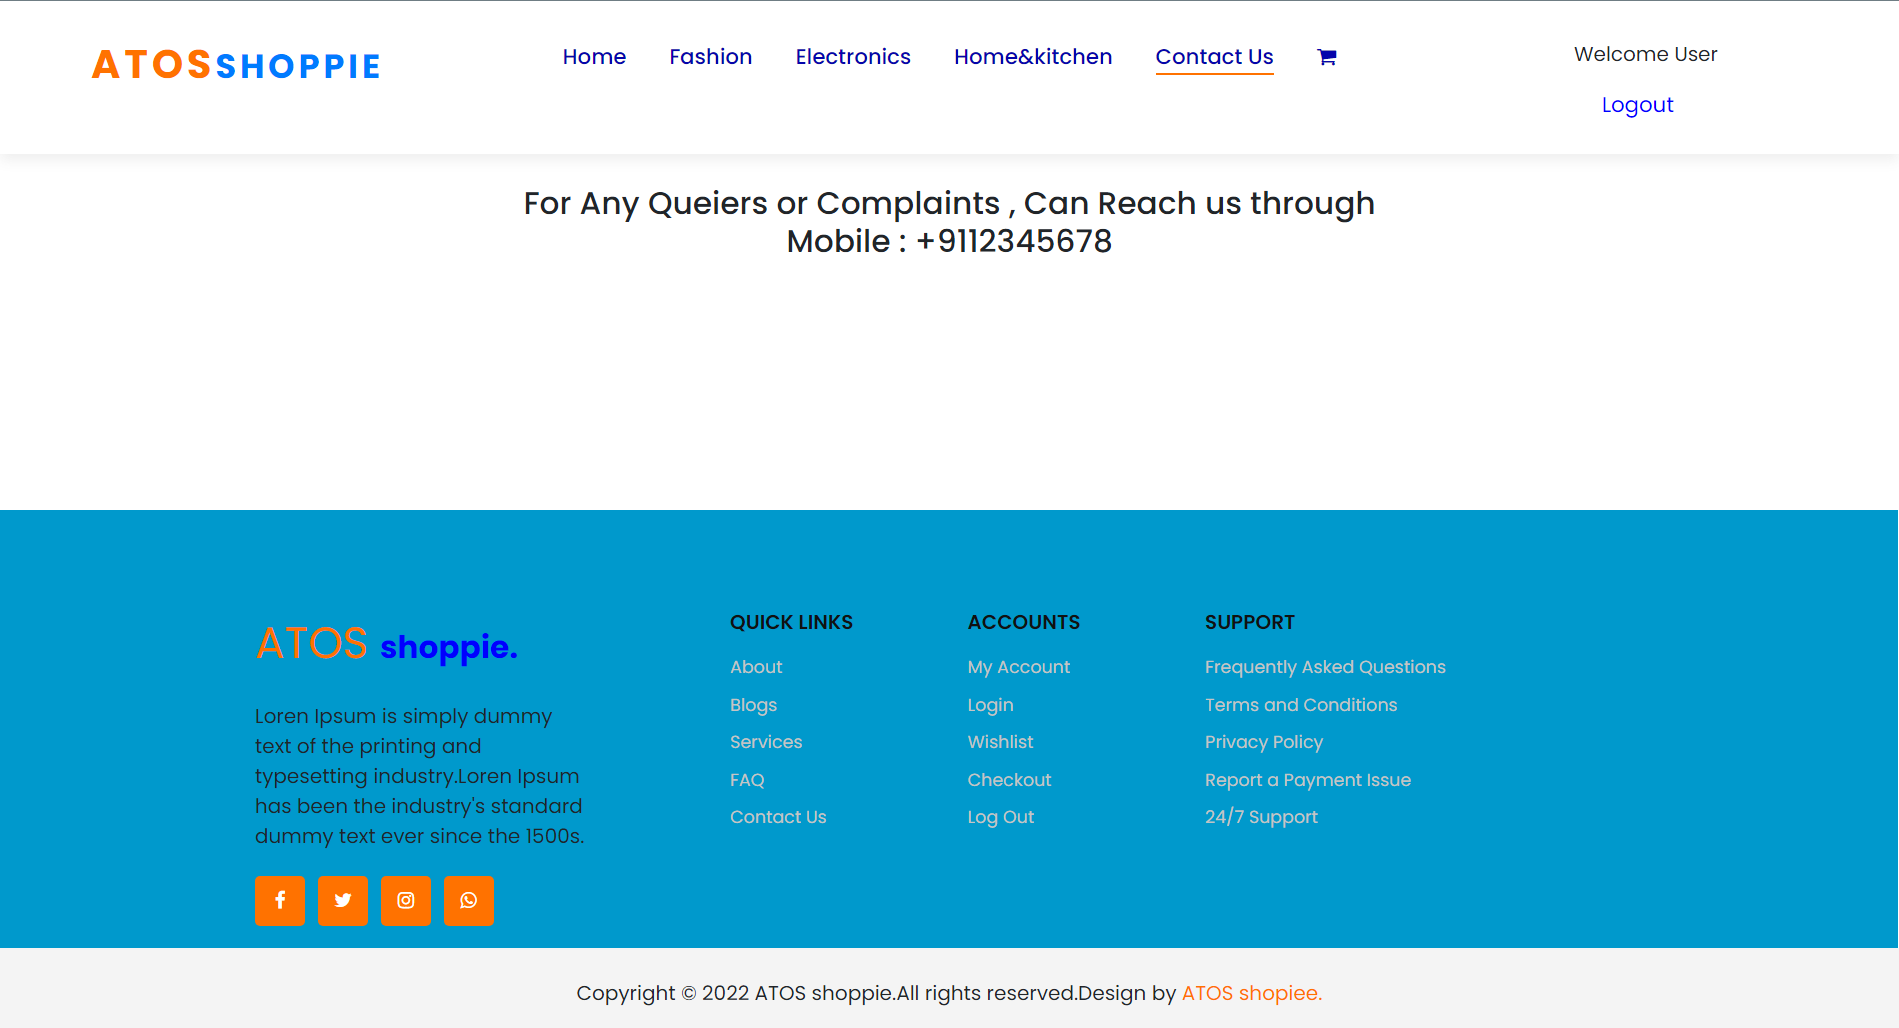 ATOSSHOPPIE
Home Fashion Electronics Home&kitchen Contact Us
Welcome User
Logout
For Any Queiers or Complaints , Can Reach us through
Mobile : +9112345678
ATOS shoppie.
Loren Ipsum is simply dummy
text of the printing and
typesetting industry.Loren Ipsum
has been the industry's standard
dummy text ever since the 1500s.
QUICK LINKS
About
Blogs
Services
FAQ
Contact Us
ACCOUNTS
My Account
Login
Wishlist
Checkout
Log Out
SUPPORT
Frequently Asked Questions
Terms and Conditions
Privacy Policy
Report a Payment Issue
24/7 Support
Copyright © 2022 ATOS shoppie.All rights reserved.Design by ATOS shopiee.